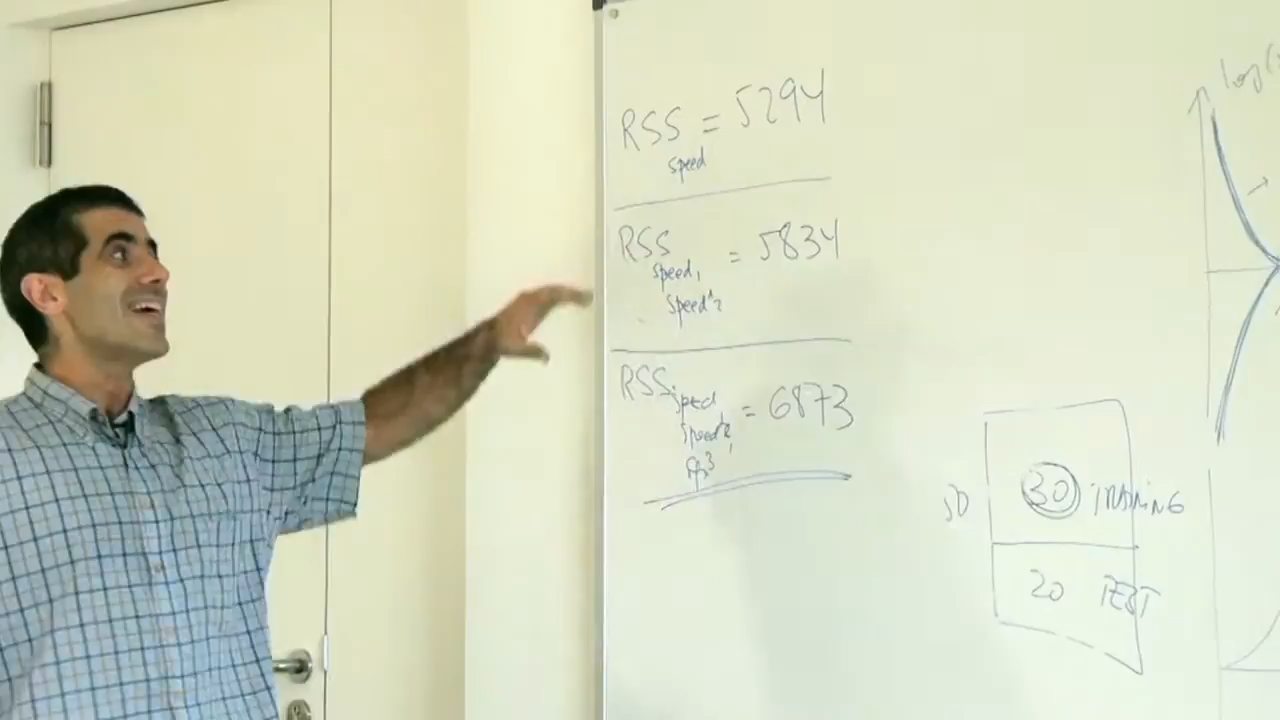 RSS speed = 5294
RSS speed, = 5834
speed^2
RSS sped = 6873
speed^2,
sp^3
log(
50 30 TRAINING
20 TEST